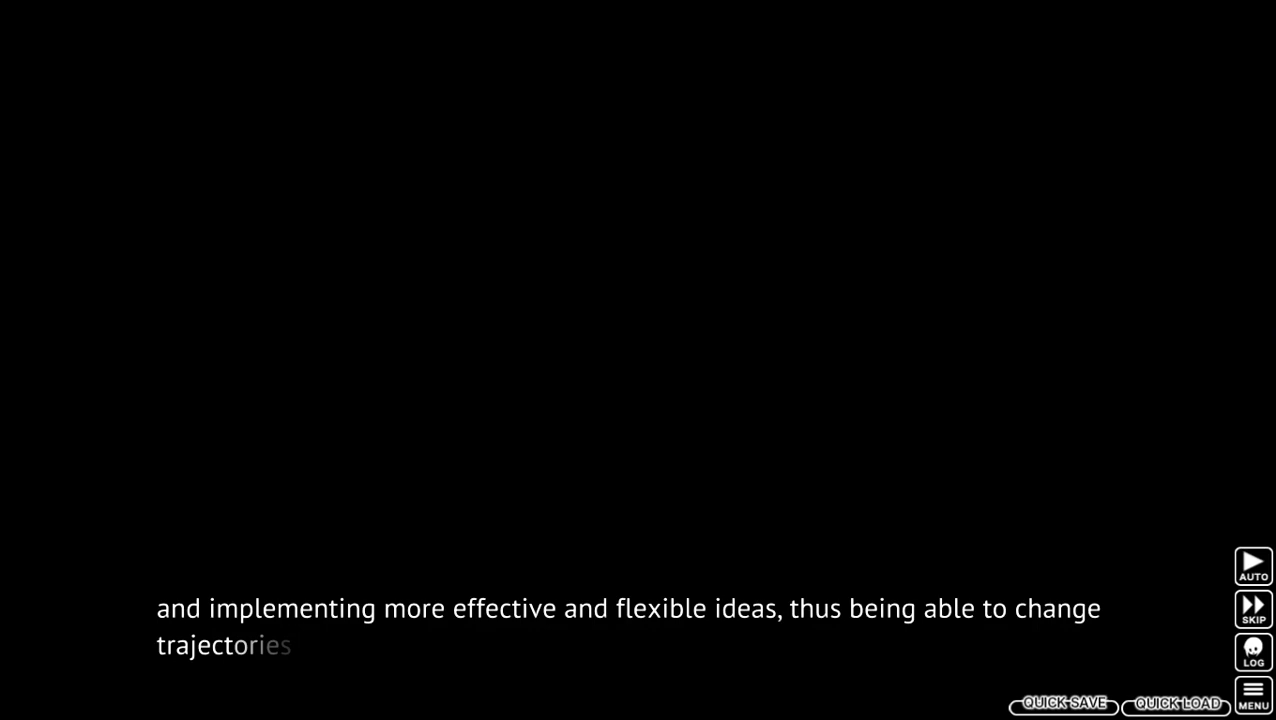 and implementing more effective and flexible ideas, thus being able to change
trajectories
AUTO
SKIP
LOG
MENU
QUICK SAVE QUICK LOAD